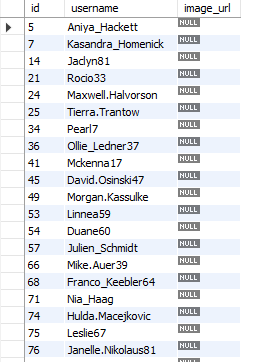 id username image_url
5 Aniya_Hackett NULL
7 Kasandra_Homenick NULL
14 Jaclyn81 NULL
21 Rocio33 NULL
24 Maxwell.Halvorson NULL
25 Tierra.Trantow NULL
34 Pearl7 NULL
36 Ollie_Ledner37 NULL
41 Mckenna17 NULL
45 David.Osinski47 NULL
49 Morgan.Kassulke NULL
53 Linnea59 NULL
54 Duane60 NULL
57 Julien_Schmidt NULL
66 Mike.Auer39 NULL
68 Franco_Keebler64 NULL
71 Nia_Haag NULL
74 Hulda.Macejkovic NULL
75 Leslie67 NULL
76 Janelle.Nikolaus81 NULL